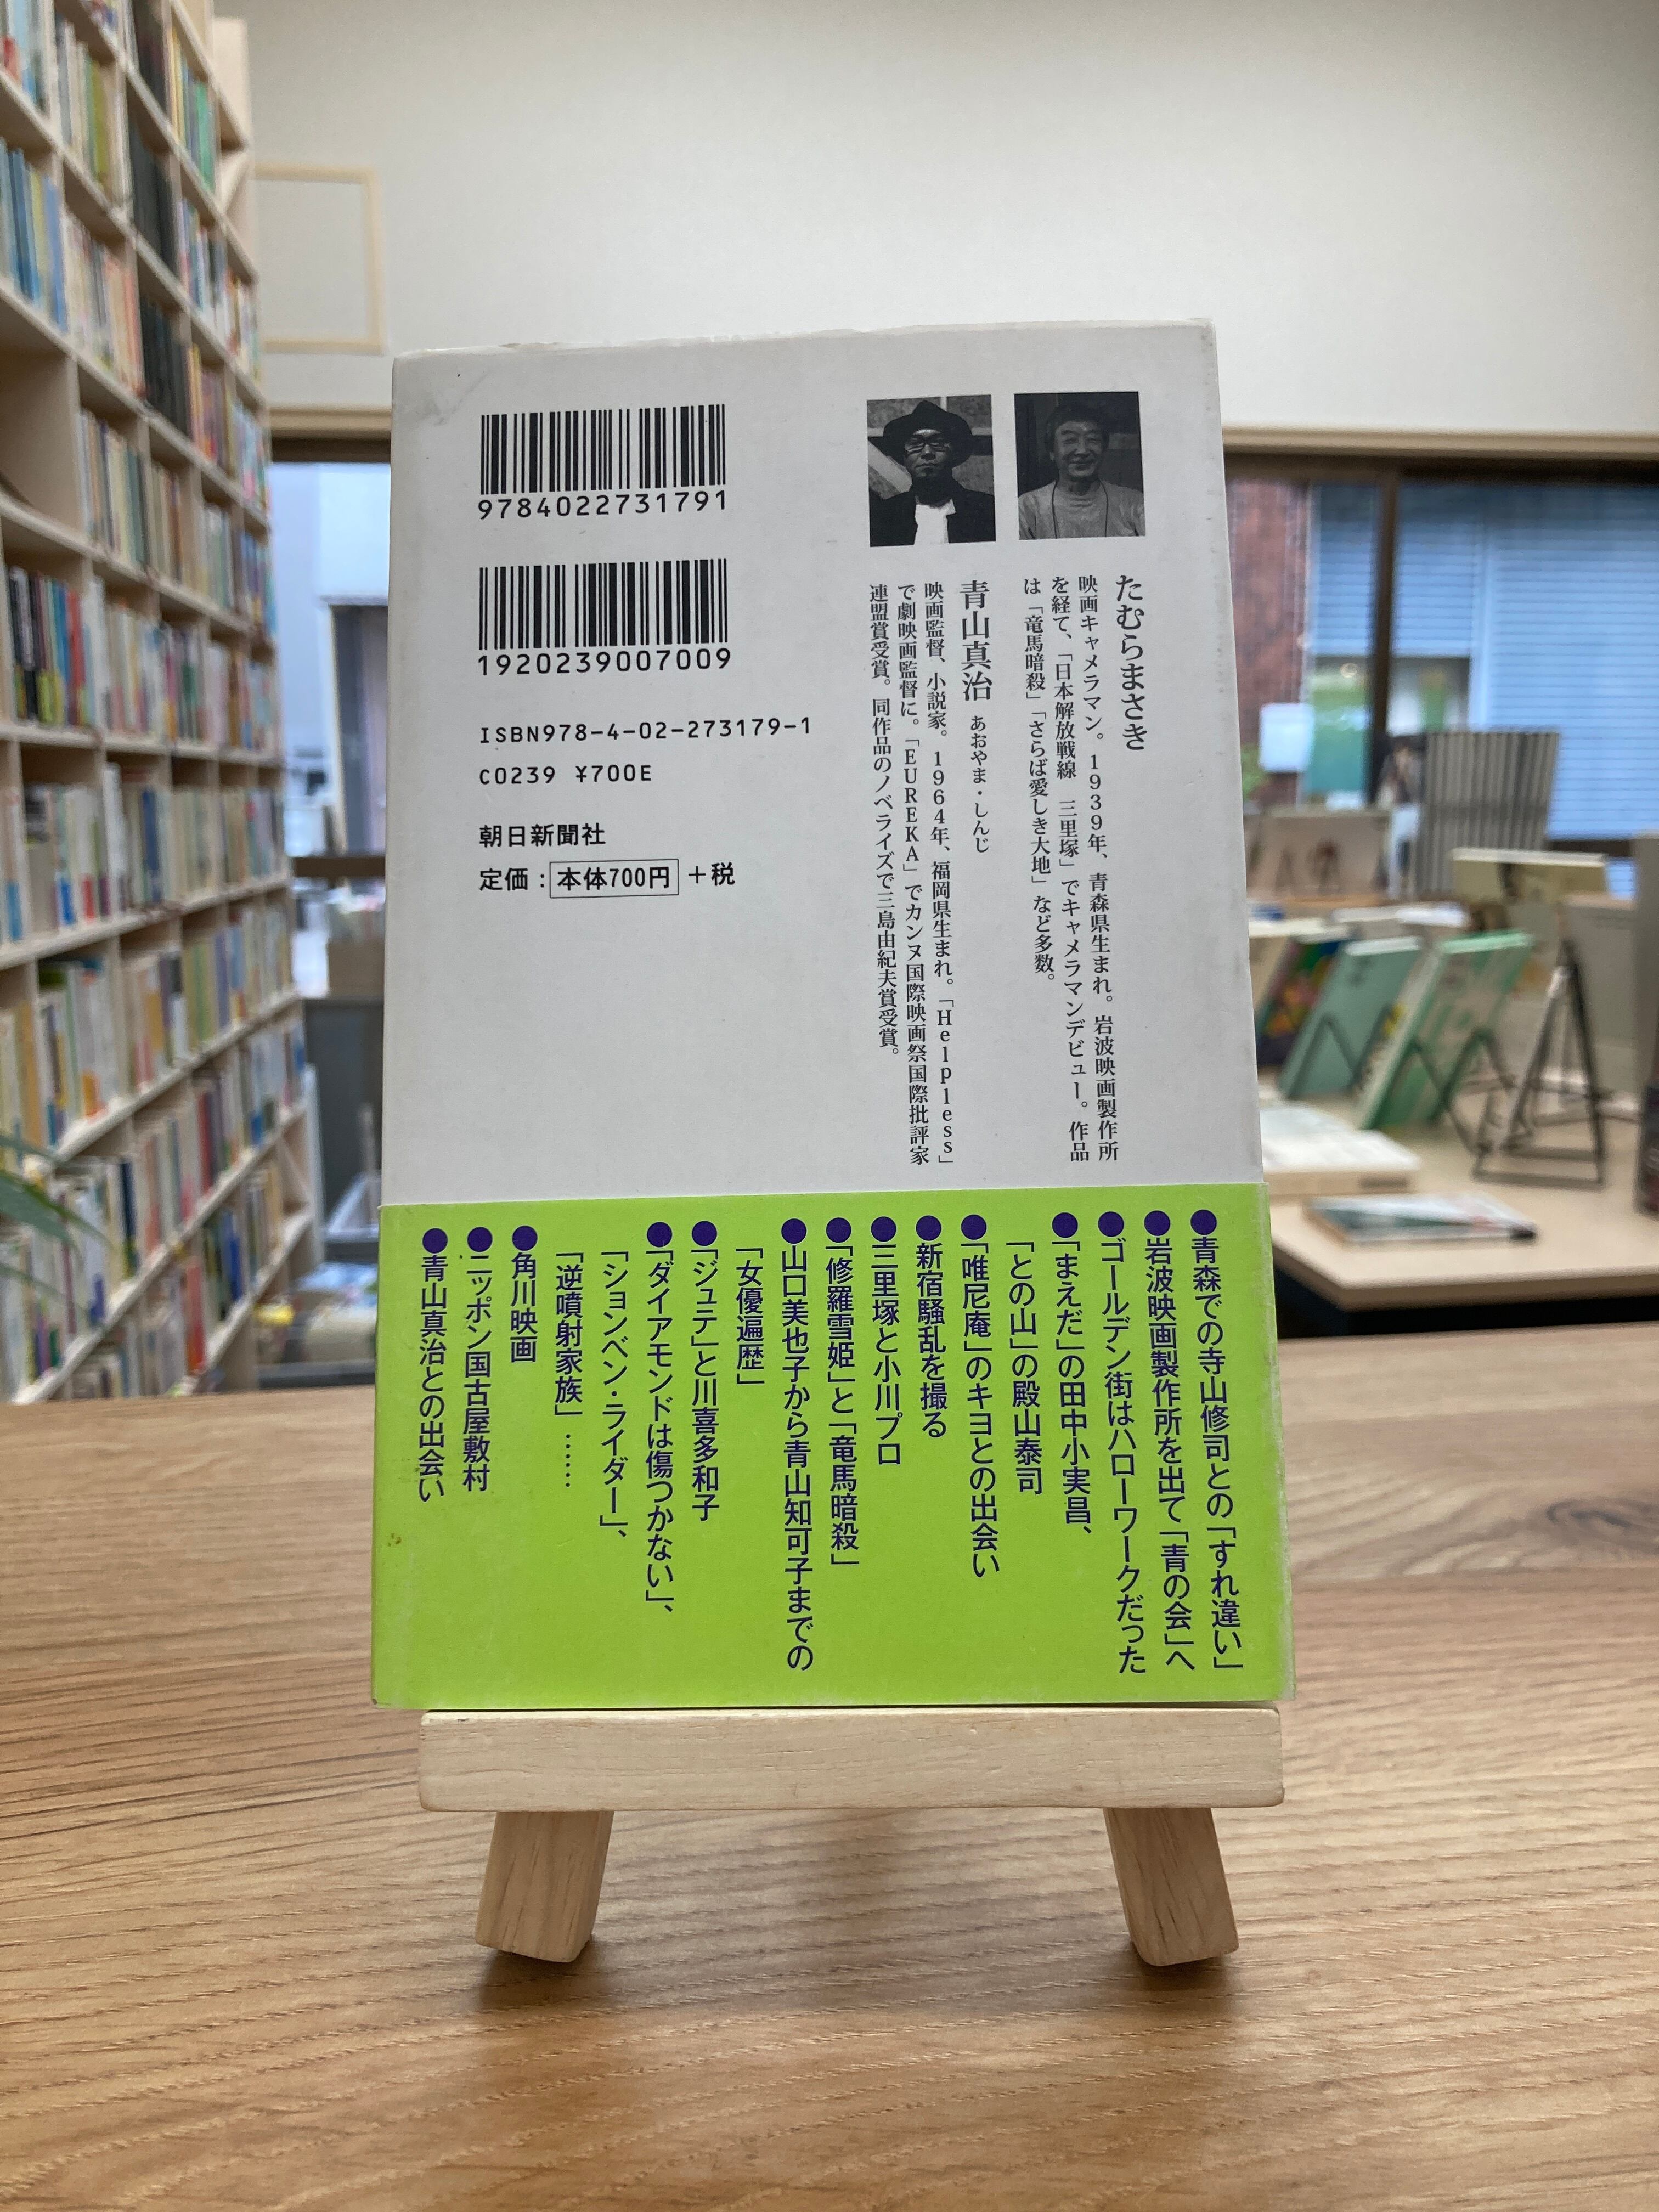 たむらまさき
映画キャメラマン。1939年、青森県生まれ。岩波映画製作所
を経て、「日本解放戦線　三里塚」でキャメラマンデビュー。作品
は「竜馬暗殺」「さらば愛しき大地」など多数。
青山真治 あおやま・しんじ
映画監督、小説家。1964年、福岡県生まれ。「Helpless」
で劇映画監督に。「EUREKA」でカンヌ国際映画祭国際批評家
連盟賞受賞。同作品のノベライズで三島由紀夫賞受賞。
9784022731791
1920239007009
ISBN978-4-02-273179-1
C0239 ¥700E
朝日新聞社
定価：本体700円＋税
●青森での寺山修司との「すれ違い」
●岩波映画製作所を出て「青の会」へ
●ゴールデン街はハローワークだった
●「まえだ」の田中小実昌、
「との山」の殿山泰司
●「唯尼庵」のキヨとの出会い
●新宿騒乱を撮る
●三里塚と小川プロ
●「修羅雪姫」と「竜馬暗殺」
●山口美也子から青山知可子までの
「女優遍歴」
●「ジュテ」と川喜多和子
●「ダイアモンドは傷つかない」、
「ションベン・ライダー」、
「逆噴射家族」……
●角川映画
●ニッポン国古屋敷村
●青山真治との出会い